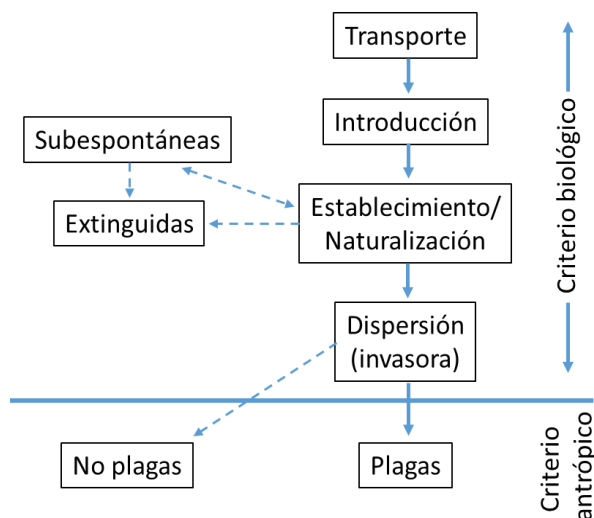 Transporte
Introducción
Subespontáneas
Extinguidas
Establecimiento/
Naturalización
Dispersión
(invasora)
Criterio biológico
No plagas
Plagas
Criterio
antrópico